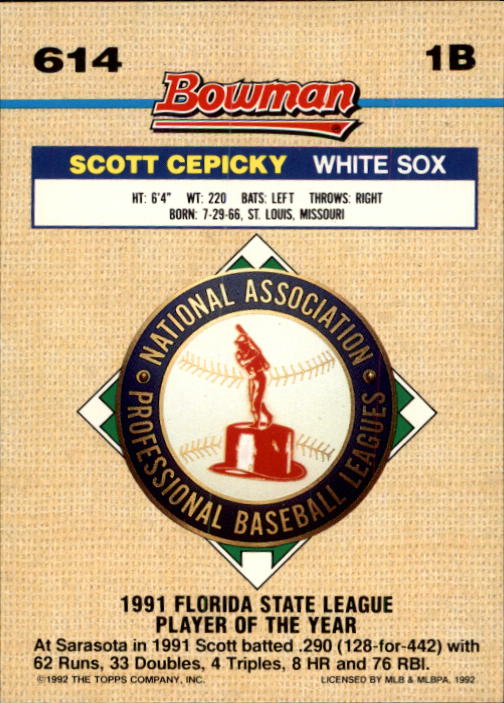 614
1B
Bowman
SCOTT CEPICKY WHITE SOX
HT: 6'4" WT: 220 BATS: LEFT THROWS: RIGHT
BORN: 7-29-66, ST. LOUIS, MISSOURI
NATIONAL ASSOCIATION
PROFESSIONAL BASEBALL LEAGUES
1991 FLORIDA STATE LEAGUE
PLAYER OF THE YEAR
At Sarasota in 1991 Scott batted .290 (128-for-442) with
62 Runs, 33 Doubles, 4 Triples, 8 HR and 76 RBI.
©1992 THE TOPPS COMPANY, INC. LICENSED BY MLB & MLBPA, 1992